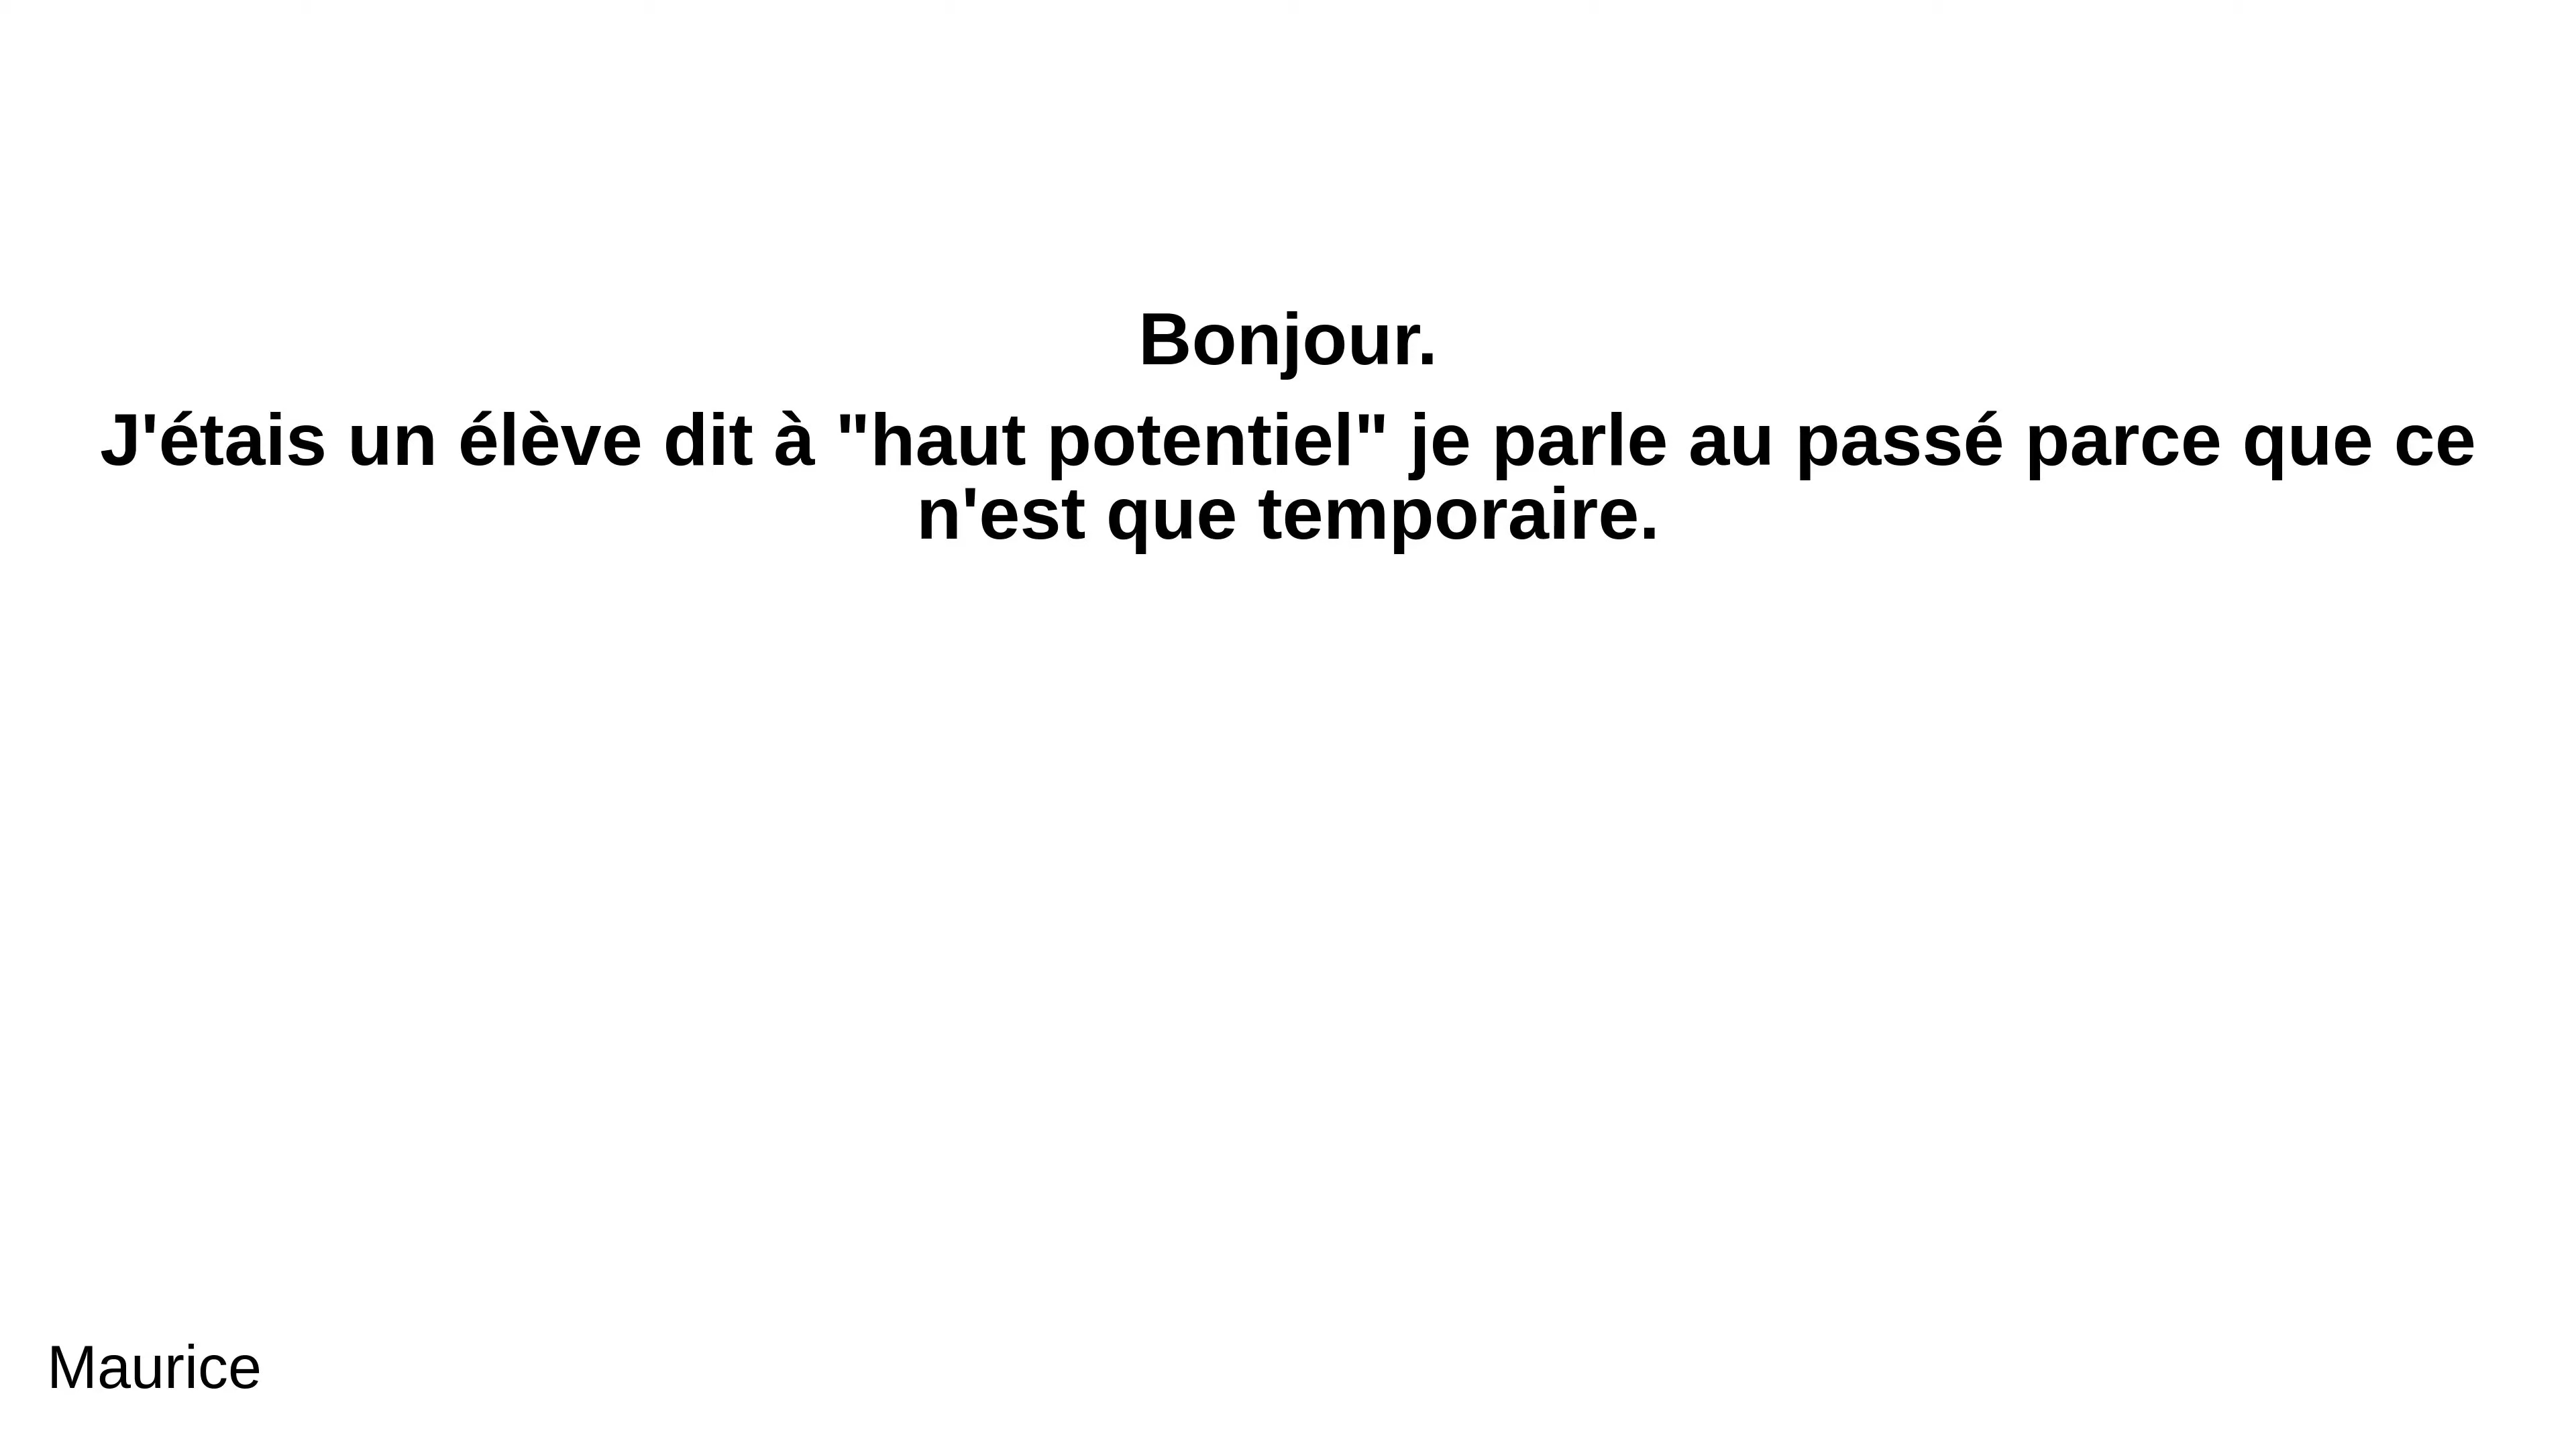 Bonjour.
J'étais un élève dit à "haut potentiel" je parle au passé parce que ce
n'est que temporaire.
Maurice